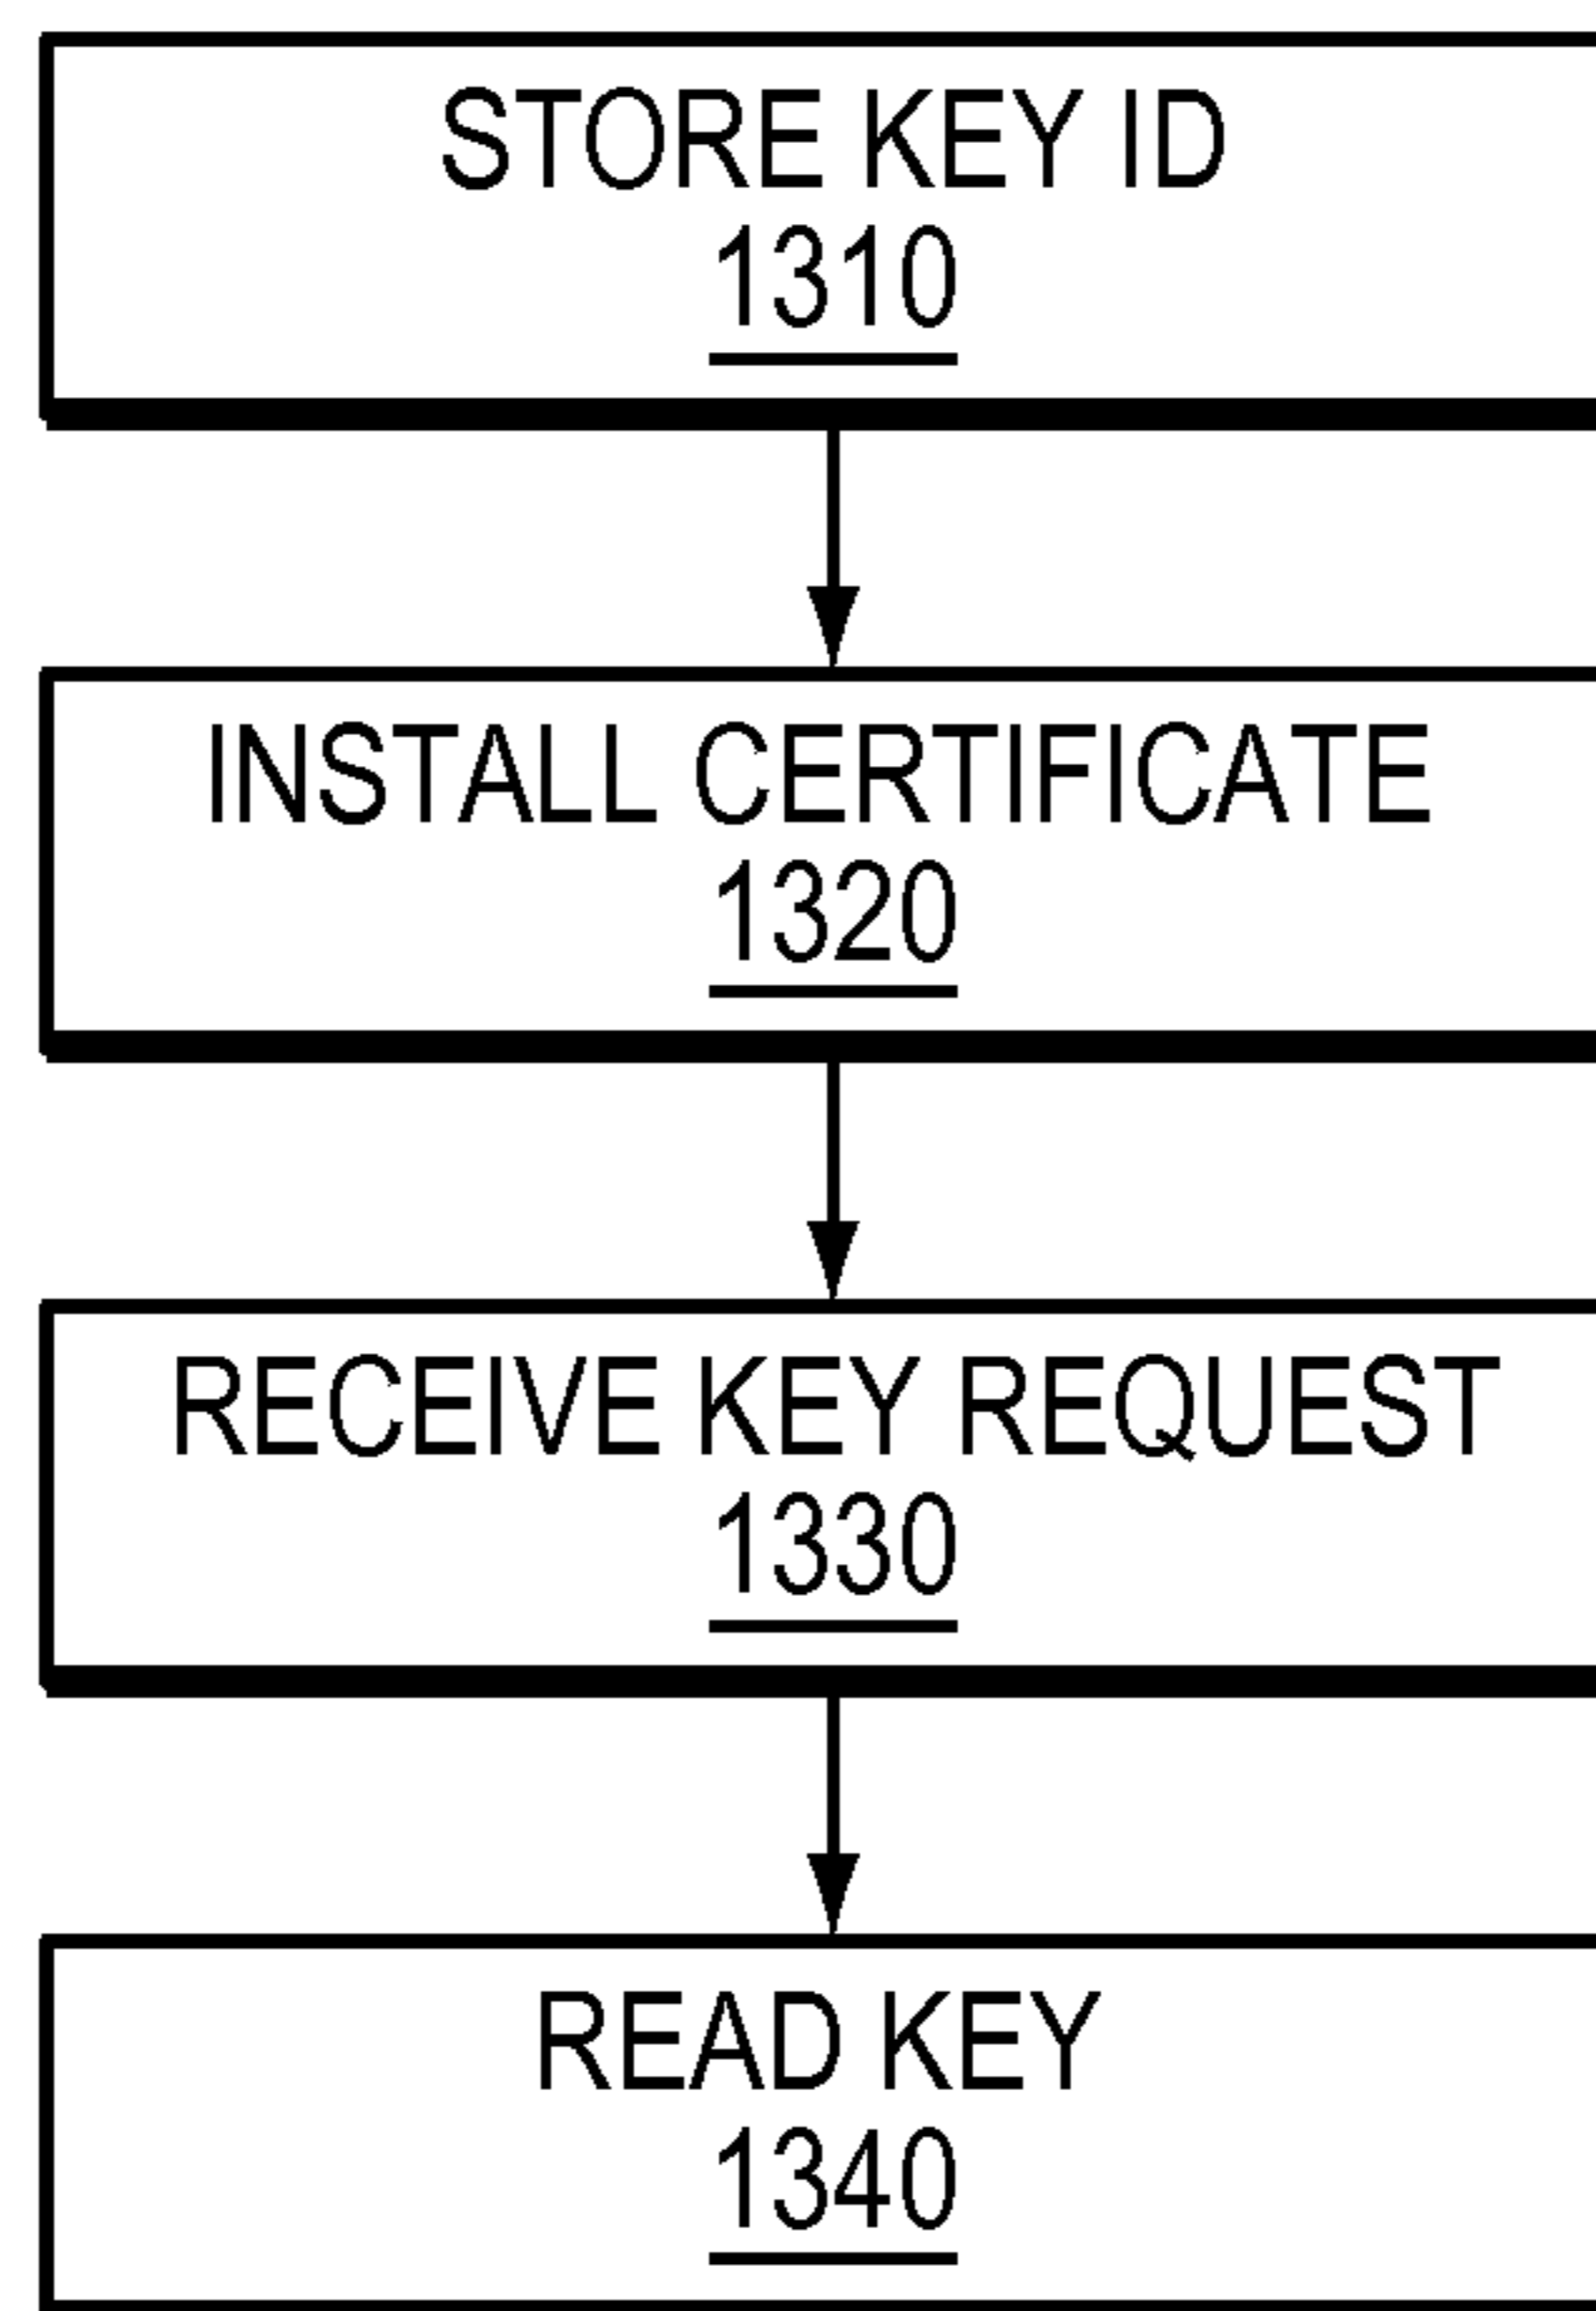 STORE KEY ID
1310
INSTALL CERTIFICATE
1320
RECEIVE KEY REQUEST
1330
READ KEY
1340